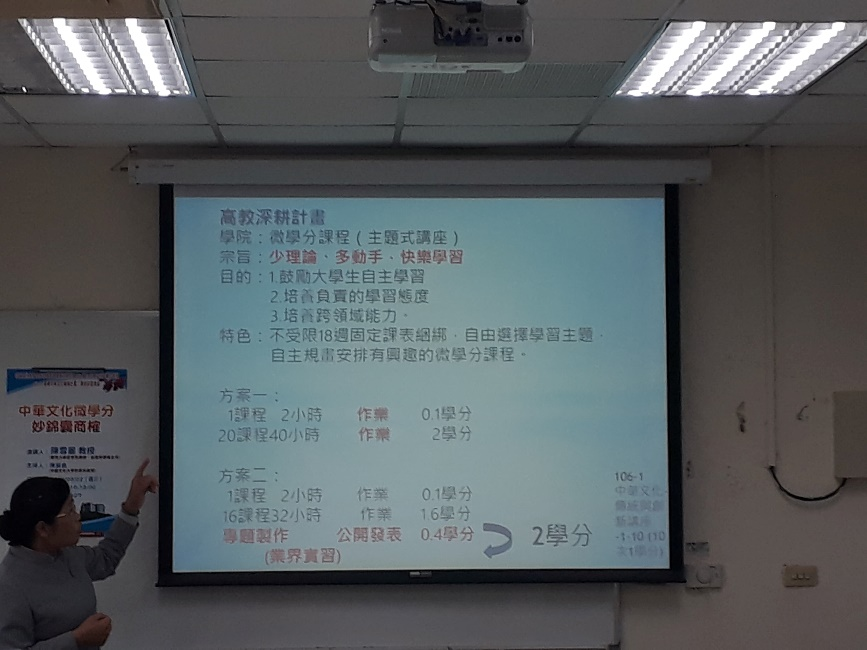 高教深耕計畫
學院：微學分課程（主題式講座）
宗旨：少理論、多動手、快樂學習
目的：1.鼓勵大學生自主學習
2.培養負責的學習態度
3.培養跨領域能力。
特色：不受限18週固定課表綑綁，自由選擇學習主題，
自主規畫安排有興趣的微學分課程。
方案一：
1課程 2小時 作業 0.1學分
20課程40小時 作業 2學分
方案二：
1課程 2小時 作業 0.1學分
16課程32小時 作業 1.6學分
專題製作 公開發表 0.4學分
(業界實習)
2學分
106-1
中華文化
新講座
-1-10 (10
次1學分)
中華文化微學分
妙錦囊商榷